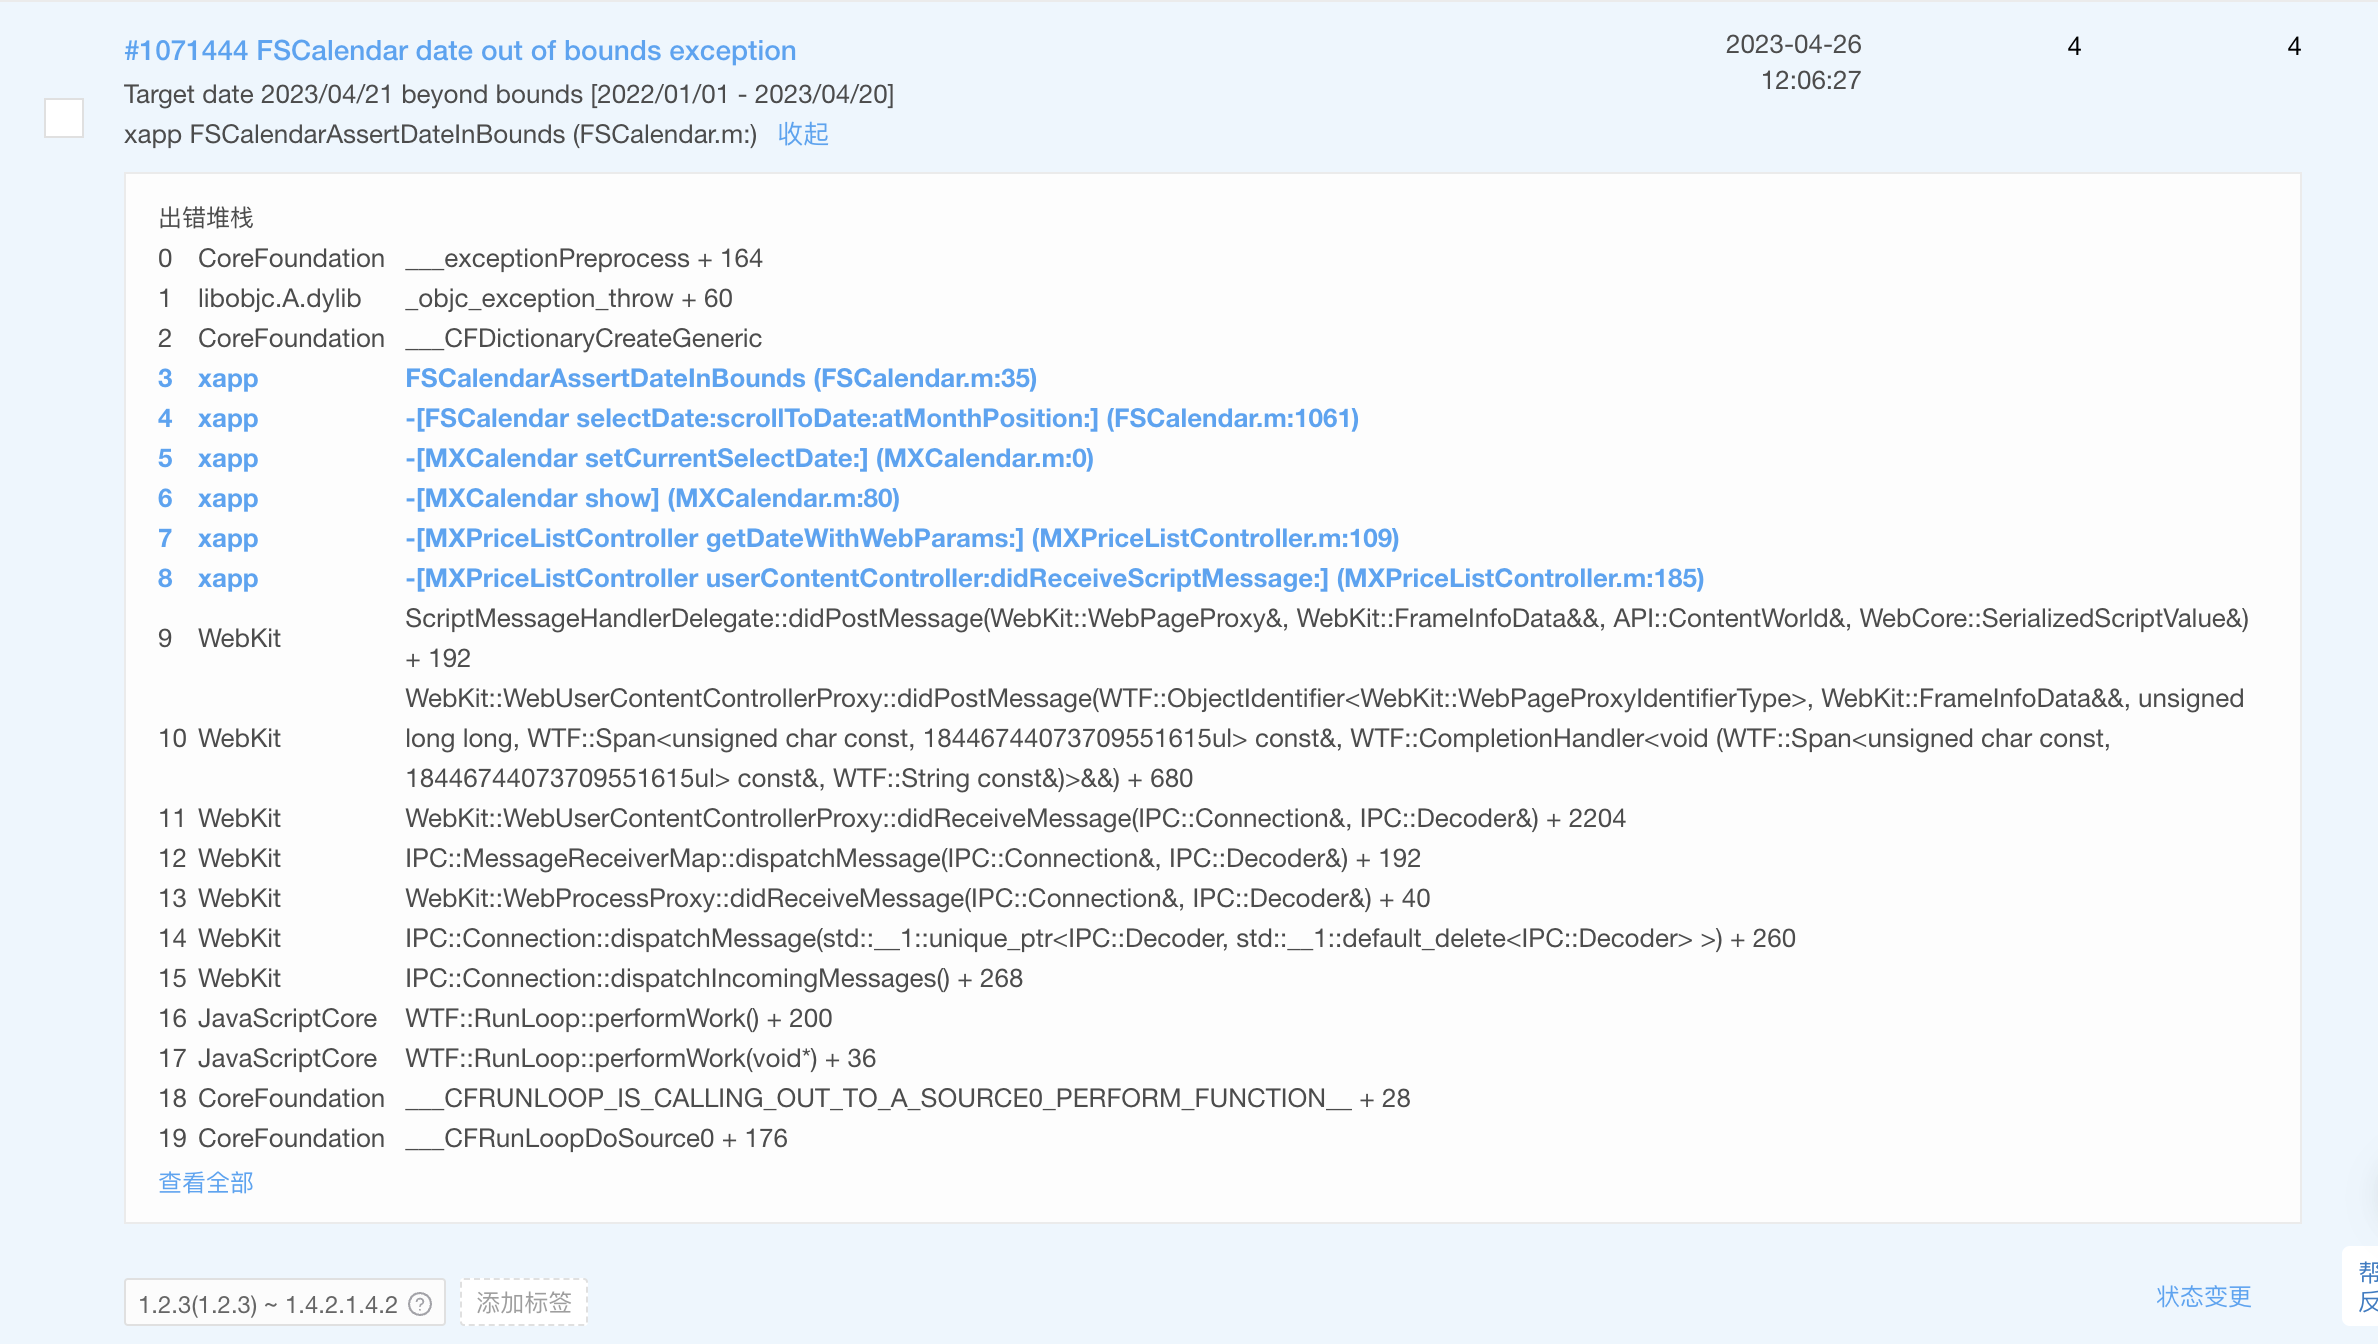 #1071444 FSCalendar date out of bounds exception
2023-04-26
12:06:27
4
4
Target date 2023/04/21 beyond bounds [2022/01/01 - 2023/04/20]
xapp FSCalendarAssertDateInBounds (FSCalendar.m:) 收起
出错堆栈
0 CoreFoundation ___exceptionPreprocess + 164
1 libobjc.A.dylib _objc_exception_throw + 60
2 CoreFoundation ___CFDictionaryCreateGeneric
3 xapp FSCalendarAssertDateInBounds (FSCalendar.m:35)
4 xapp -[FSCalendar selectDate:scrollToDate:atMonthPosition:] (FSCalendar.m:1061)
5 xapp -[MXCalendar setCurrentSelectDate:] (MXCalendar.m:0)
6 xapp -[MXCalendar show] (MXCalendar.m:80)
7 xapp -[MXPriceListController getDateWithWebParams:] (MXPriceListController.m:109)
8 xapp -[MXPriceListController userContentController:didReceiveScriptMessage:] (MXPriceListController.m:185)
9 WebKit ScriptMessageHandlerDelegate::didPostMessage(WebKit::WebPageProxy&, WebKit::FrameInfoData&&, API::ContentWorld&, WebCore::SerializedScriptValue&)
+ 192
WebKit::WebUserContentControllerProxy::didPostMessage(WTF::ObjectIdentifier<WebKit::WebPageProxyIdentifierType>, WebKit::FrameInfoData&&, unsigned
10 WebKit long long, WTF::Span<unsigned char const, 18446744073709551615ul> const&, WTF::CompletionHandler<void (WTF::Span<unsigned char const,
18446744073709551615ul> const&, WTF::String const&)>&&) + 680
11 WebKit WebKit::WebUserContentControllerProxy::didReceiveMessage(IPC::Connection&, IPC::Decoder&) + 2204
12 WebKit IPC::MessageReceiverMap::dispatchMessage(IPC::Connection&, IPC::Decoder&) + 192
13 WebKit WebKit::WebProcessProxy::didReceiveMessage(IPC::Connection&, IPC::Decoder&) + 40
14 WebKit IPC::Connection::dispatchMessage(std::__1::unique_ptr<IPC::Decoder, std::__1::default_delete<IPC::Decoder> >) + 260
15 WebKit IPC::Connection::dispatchIncomingMessages() + 268
16 JavaScriptCore WTF::RunLoop::performWork() + 200
17 JavaScriptCore WTF::RunLoop::performWork(void*) + 36
18 CoreFoundation ___CFRUNLOOP_IS_CALLING_OUT_TO_A_SOURCE0_PERFORM_FUNCTION__ + 28
19 CoreFoundation ___CFRunLoopDoSource0 + 176
查看全部
1.2.3(1.2.3) ~ 1.4.2.1.4.2 ?
添加标签
状态变更
帮
反